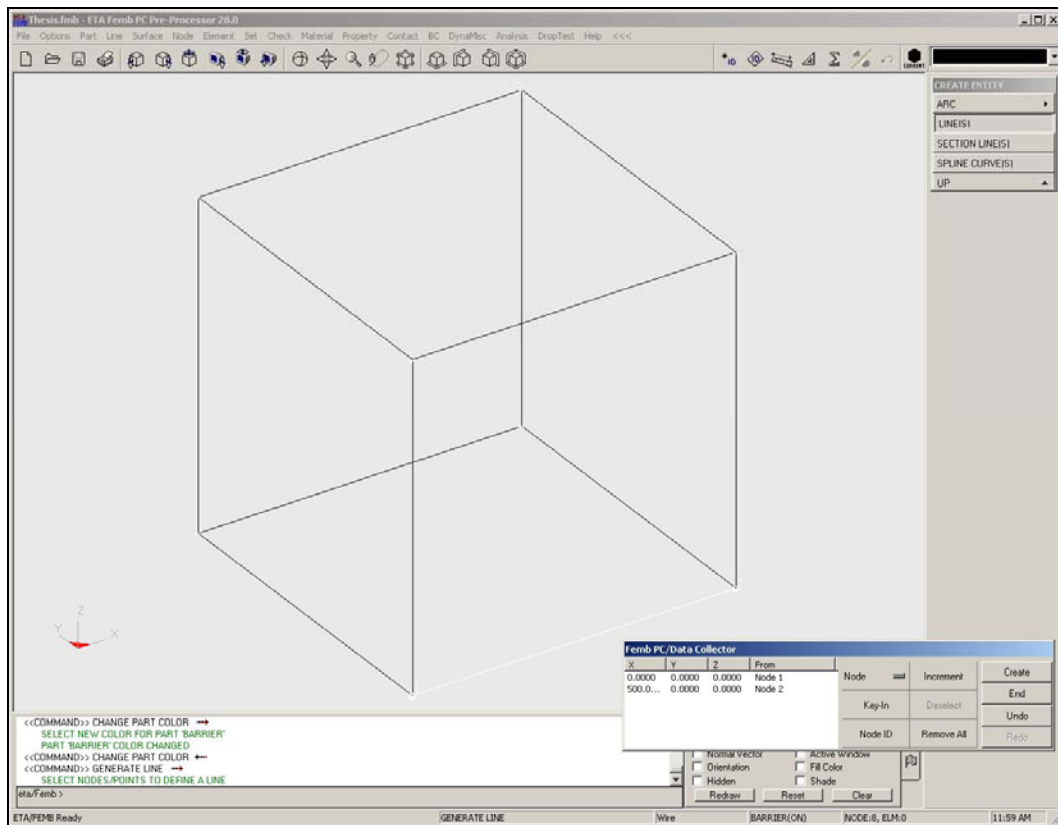 Thesis.fmb - ETA Femb PC Pre-Processor 28.0
File Options Part Line Surface Node Element Set Check Material Property Contact BC DynaMisc Analysis DropTest Help <<<
CREATE ENTITY
ARC
LINE(S)
SECTION LINE(S)
SPLINE CURVE(S)
UP
Z
Y X
Femb PC/Data Collector
X Y Z From
0.0000 0.0000 0.0000 Node 1
500.0... 0.0000 0.0000 Node 2
Node Increment Create
Key-In Deselect End
Undo
Node ID Remove All Redo
<<COMMAND>> CHANGE PART COLOR
SELECT NEW COLOR FOR PART 'BARRIER'
PART 'BARRIER' COLOR CHANGED
<<COMMAND>> CHANGE PART COLOR
<<COMMAND>> GENERATE LINE
SELECT NODES/POINTS TO DEFINE A LINE
Normal Vector Active Window
Orientation Fill Color
Hidden Shade
Redraw Reset Clear
eta/Femb >
ETA/FEMB Ready GENERATE LINE Wire BARRIER(ON) NODE:8, ELM:0 11:59 AM